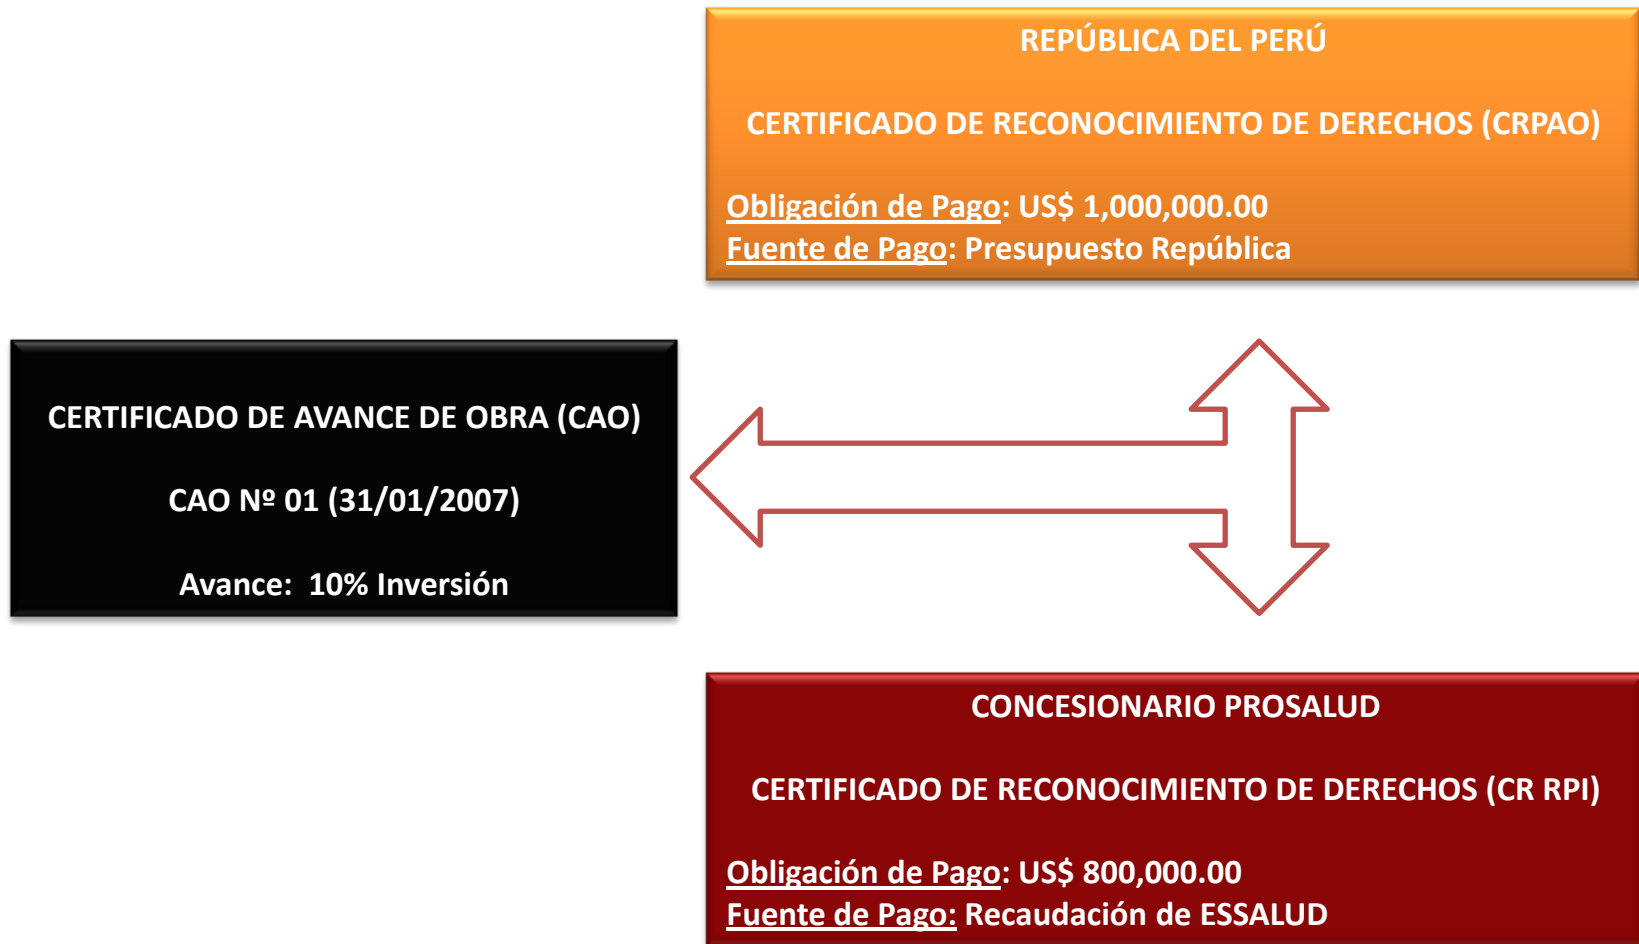 REPÚBLICA DEL PERÚ
CERTIFICADO DE RECONOCIMIENTO DE DERECHOS (CRPAO)
Obligación de Pago: US$ 1,000,000.00
Fuente de Pago: Presupuesto República
CERTIFICADO DE AVANCE DE OBRA (CAO)
CAO Nº 01 (31/01/2007)
Avance:  10% Inversión
CONCESIONARIO PROSALUD
CERTIFICADO DE RECONOCIMIENTO DE DERECHOS (CR RPI)
Obligación de Pago: US$ 800,000.00
Fuente de Pago: Recaudación de ESSALUD